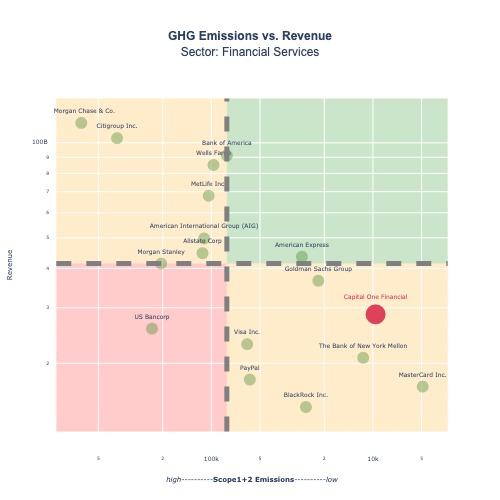 GHG Emissions vs. Revenue
Sector: Financial Services
Morgan Chase & Co.
Citigroup Inc.
Bank of America
Wells Far
MetLife Inc.
American International Group (AIG)
Allstate Corp
Morgan Stanley
American Express
Goldman Sachs Group
Capital One Financial
US Bancorp
Visa Inc.
The Bank of New York Mellon
PayPal
MasterCard Inc.
BlackRock Inc.
Revenue
100B
9
8
7
6
5
4
3
2
5
2
100k
5
2
10k
5
high----------Scope1+2 Emissions----------low